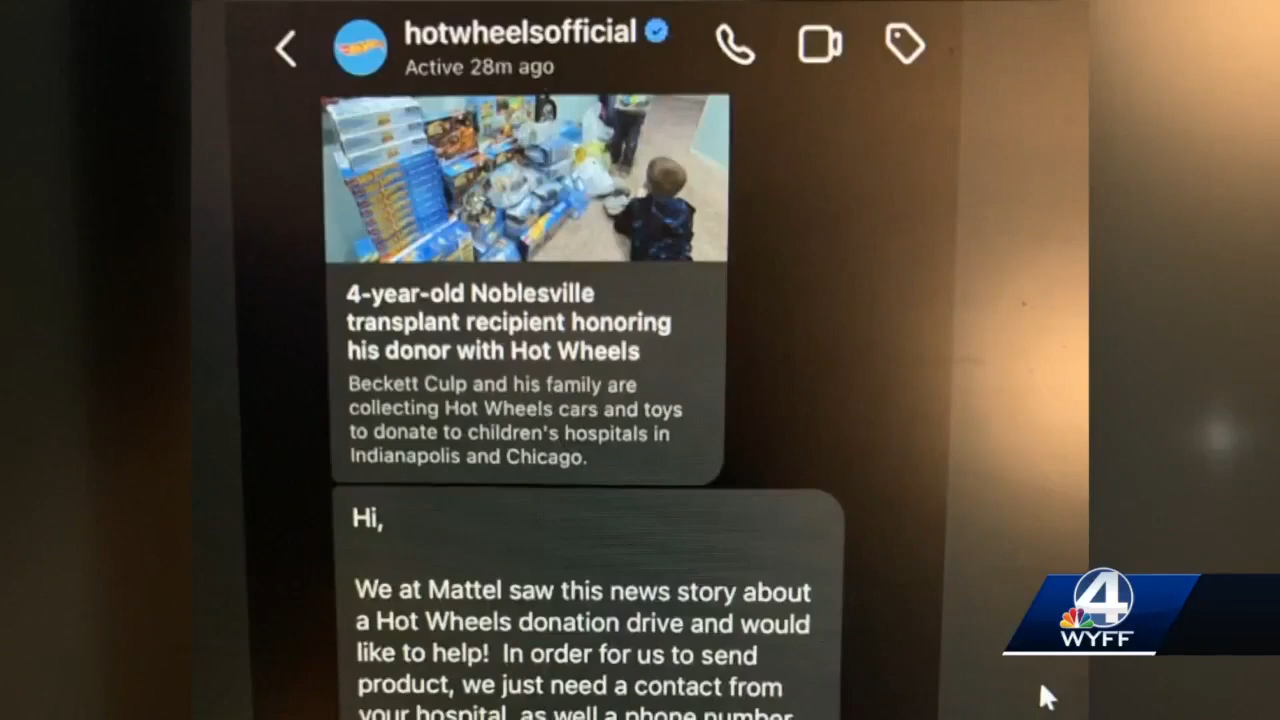 hotwheelsofficial
Active 28m ago
4-year-old Noblesville
transplant recipient honoring
his donor with Hot Wheels
Beckett Culp and his family are
collecting Hot Wheels cars and toys
to donate to children's hospitals in
Indianapolis and Chicago.
Hi,
We at Mattel saw this news story about
a Hot Wheels donation drive and would
like to help! In order for us to send
product, we just need a contact from
your hospital, as well a phone number
4
WYFF